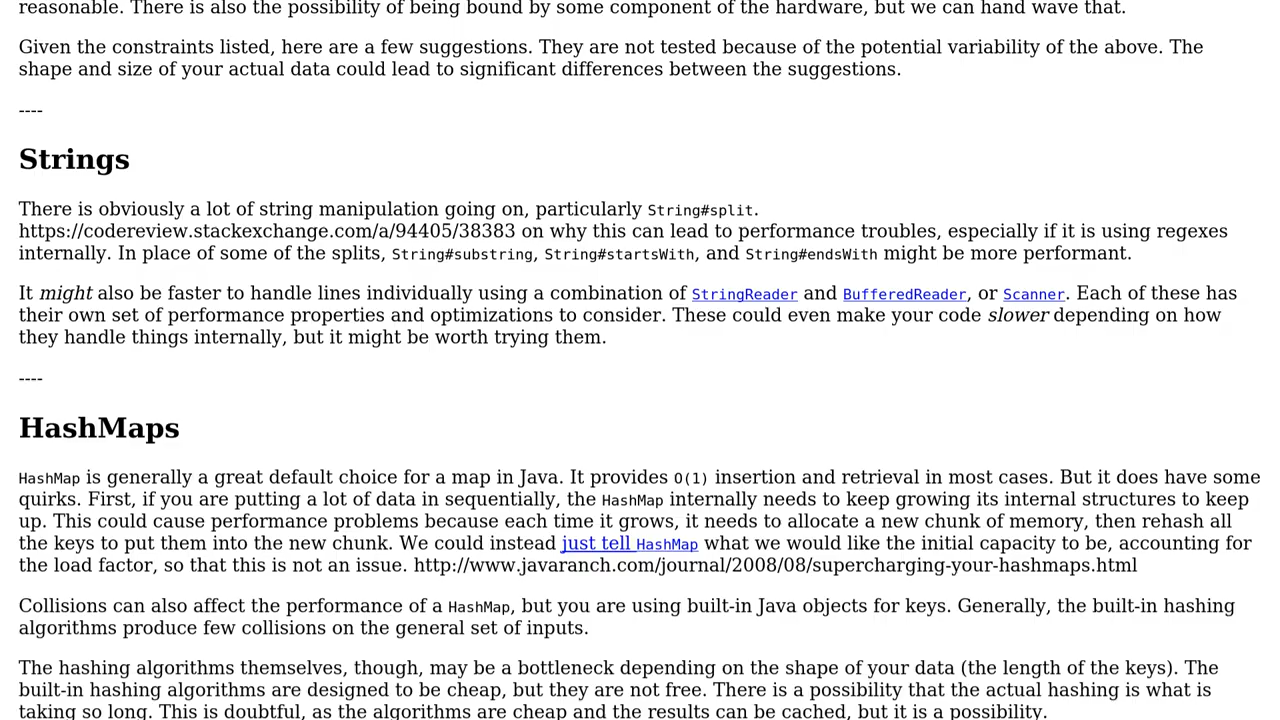 reasonable. There is also the possibility of being bound by some component of the hardware, but we can hand wave that.
Given the constraints listed, here are a few suggestions. They are not tested because of the potential variability of the above. The
shape and size of your actual data could lead to significant differences between the suggestions.
----
Strings
There is obviously a lot of string manipulation going on, particularly String#split.
https://codereview.stackexchange.com/a/94405/38383 on why this can lead to performance troubles, especially if it is using regexes
internally. In place of some of the splits, String#substring, String#startsWith, and String#endsWith might be more performant.
It might also be faster to handle lines individually using a combination of StringReader and BufferedReader, or Scanner. Each of these has
their own set of performance properties and optimizations to consider. These could even make your code slower depending on how
they handle things internally, but it might be worth trying them.
----
HashMaps
HashMap is generally a great default choice for a map in Java. It provides O(1) insertion and retrieval in most cases. But it does have some
quirks. First, if you are putting a lot of data in sequentially, the HashMap internally needs to keep growing its internal structures to keep
up. This could cause performance problems because each time it grows, it needs to allocate a new chunk of memory, then rehash all
the keys to put them into the new chunk. We could instead just tell HashMap what we would like the initial capacity to be, accounting for
the load factor, so that this is not an issue. http://www.javaranch.com/journal/2008/08/supercharging-your-hashmaps.html
Collisions can also affect the performance of a HashMap, but you are using built-in Java objects for keys. Generally, the built-in hashing
algorithms produce few collisions on the general set of inputs.
The hashing algorithms themselves, though, may be a bottleneck depending on the shape of your data (the length of the keys). The
built-in hashing algorithms are designed to be cheap, but they are not free. There is a possibility that the actual hashing is what is
taking so long. This is doubtful, as the algorithms are cheap and the results can be cached, but it is a possibility.